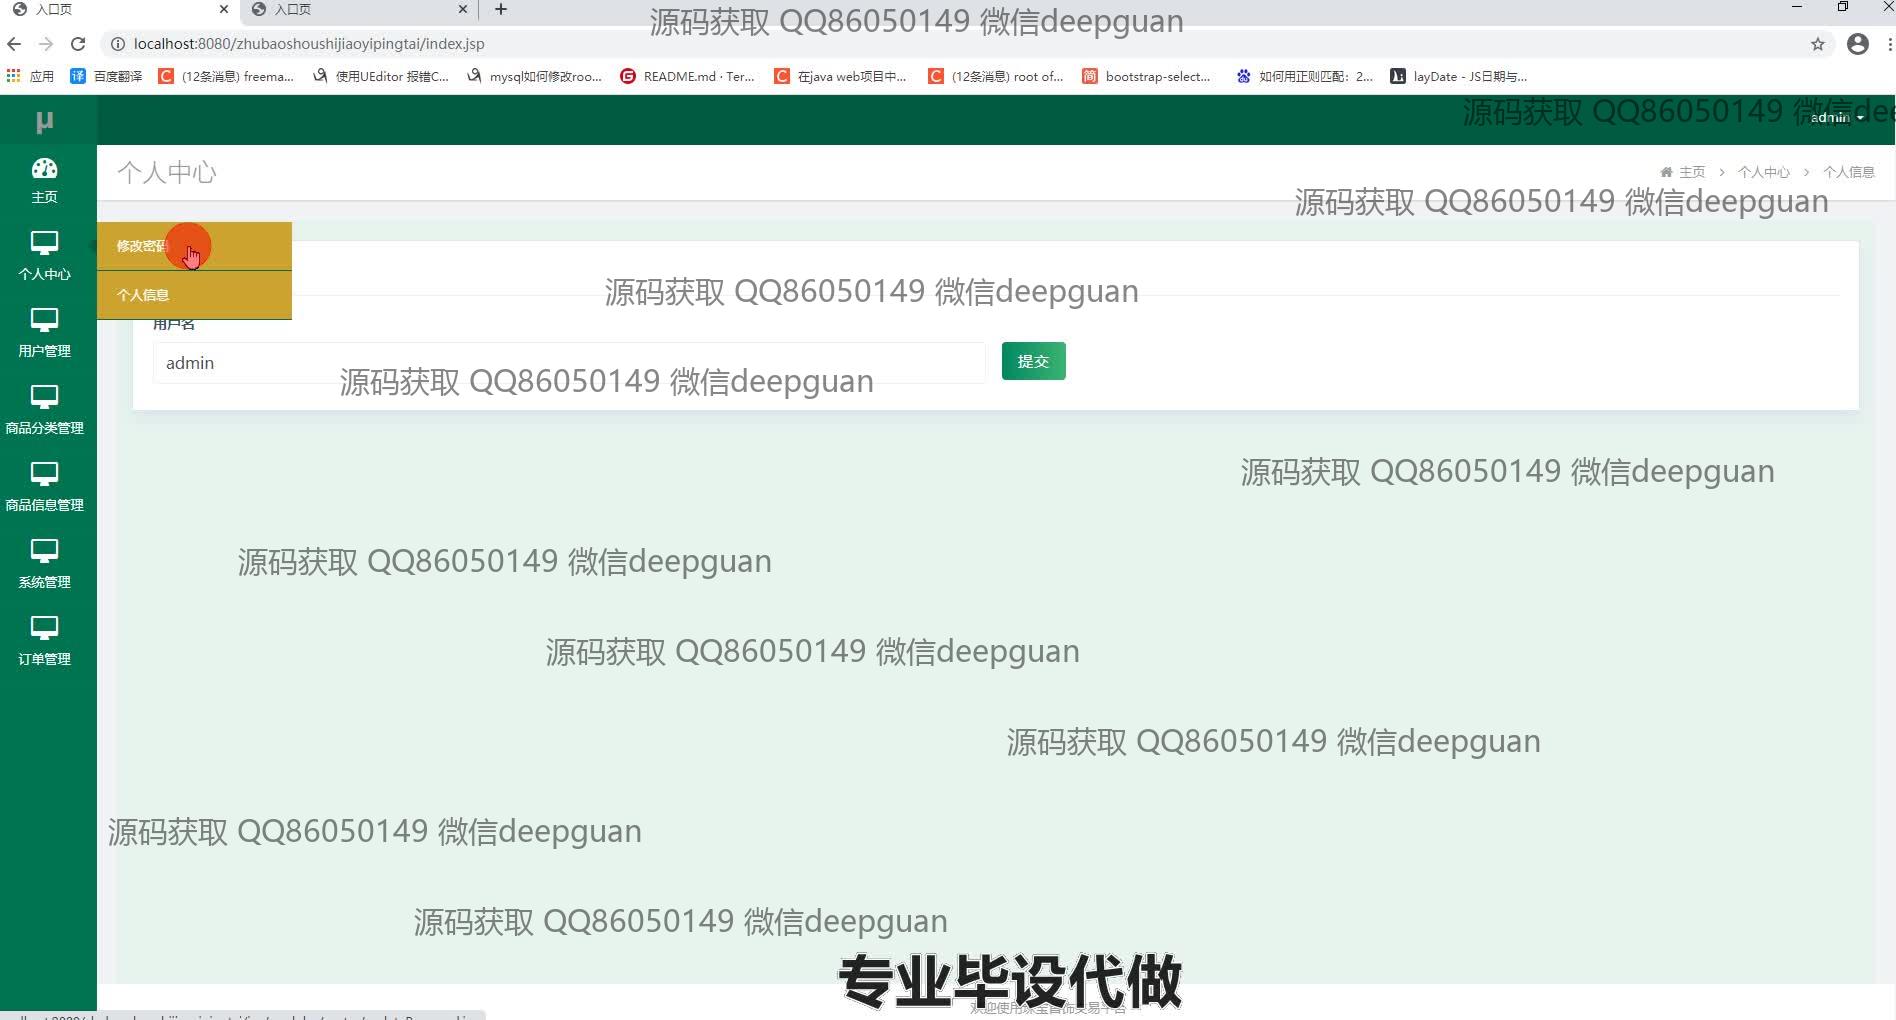 入口页
入口页
源码获取 QQ86050149 微信deepguan
localhost:8080/zhubaoshoushijiaoyipingtai/index.jsp
应用
百度翻译
(12条消息) freema...
使用UEditor 报错C...
mysql如何修改roo...
README.md · Ter...
在java web项目中...
(12条消息) root of...
bootstrap-select...
如何用正则匹配：2...
layDate - JS日期与...
µ
源码获取 QQ86050149 微信dee
admin
个人中心
主页 > 个人中心 > 个人信息
源码获取 QQ86050149 微信deepguan
主页
个人中心
用户管理
商品分类管理
商品信息管理
系统管理
订单管理
修改密码
个人信息
源码获取 QQ86050149 微信deepguan
用户名
admin
提交
源码获取 QQ86050149 微信deepguan
源码获取 QQ86050149 微信deepguan
源码获取 QQ86050149 微信deepguan
源码获取 QQ86050149 微信deepguan
源码获取 QQ86050149 微信deepguan
源码获取 QQ86050149 微信deepguan
源码获取 QQ86050149 微信deepguan
专业毕设代做
欢迎使用珠宝首饰交易平台